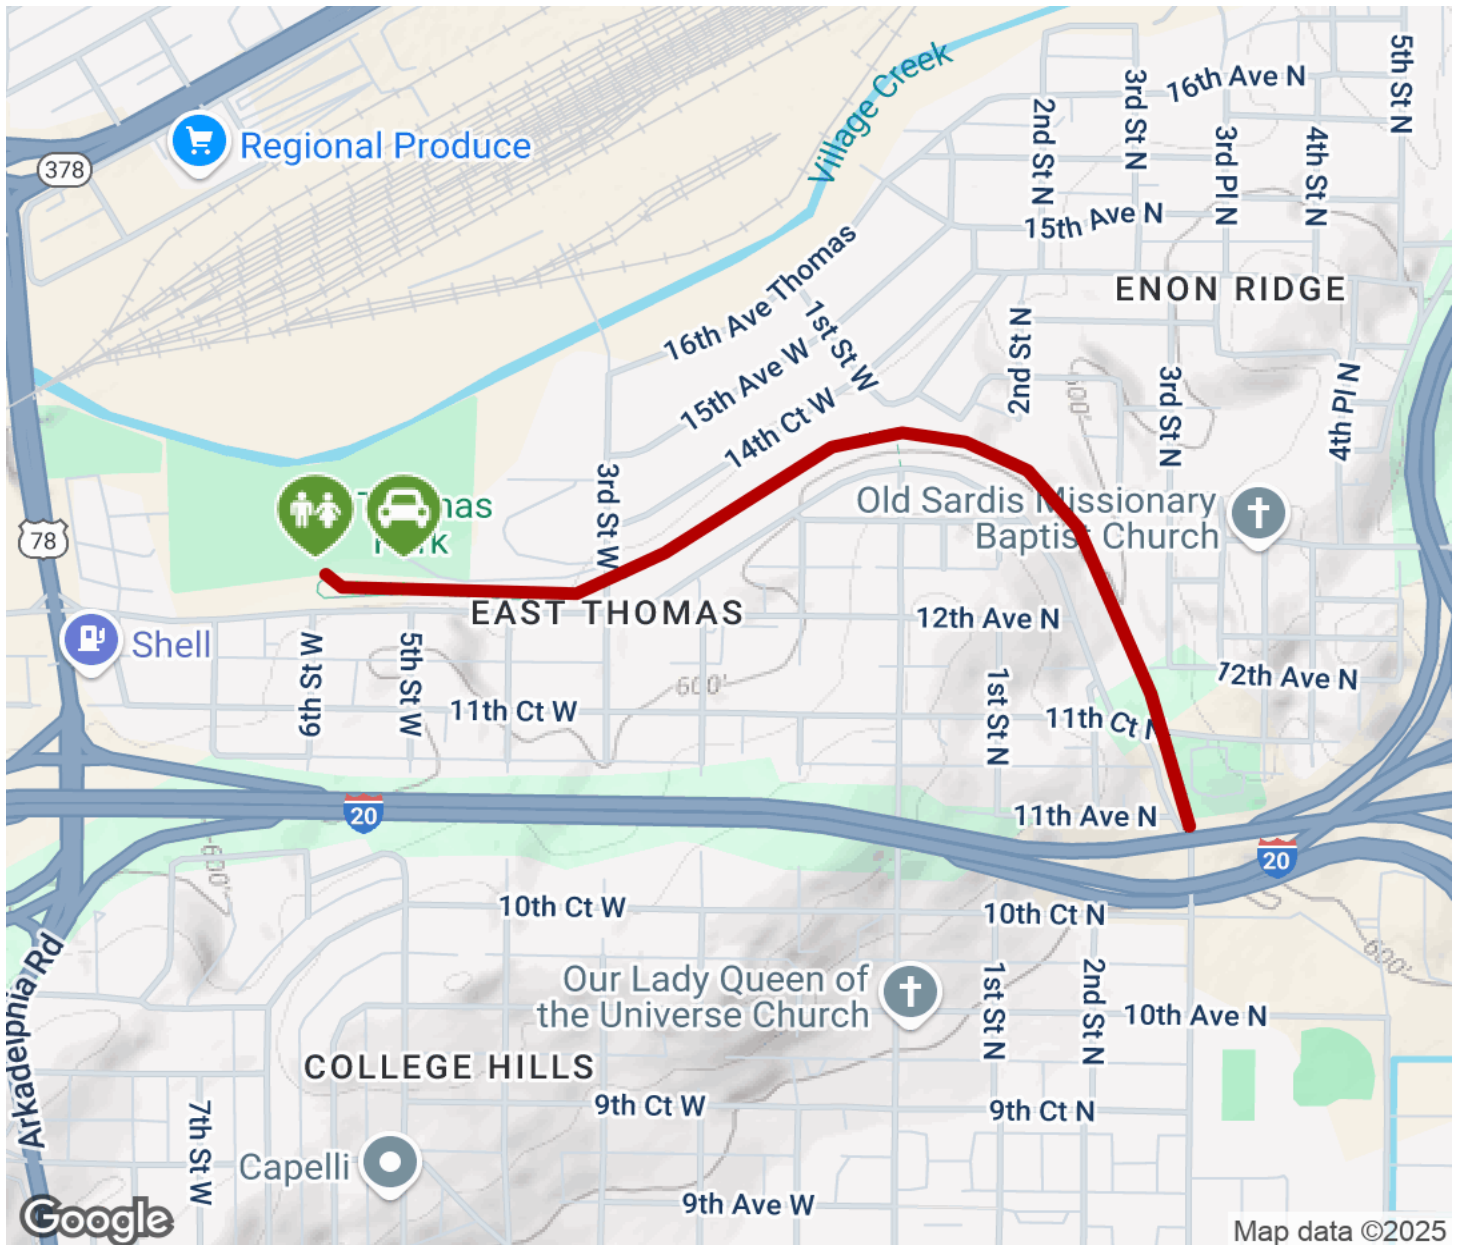 Village Creek
5th St N
16th Ave N
3rd St N
2nd St N
3rd Pl N
4th St N
Regional Produce
378
15th Ave N
16th Ave Thomas
ENON RIDGE
1st St W
2nd St N
15th Ave W
3rd St N
4th Pl N
600'
14th Ct W
3rd St W
Old Sardis Missionary
Baptist Church
78
EAST THOMAS
12th Ave N
Shell
6th St W
5th St W
600'
1st St N
12th Ave N
11th Ct W
11th Ct N
20
11th Ave N
20
600'
10th Ct W
10th Ct N
Arkadelphia Rd
600'
Our Lady Queen of
the Universe Church
1st St N
2nd St N
10th Ave N
COLLEGE HILLS
9th Ct W
9th Ct N
7th St W
Capelli
9th Ave W
Google
Map data ©2025